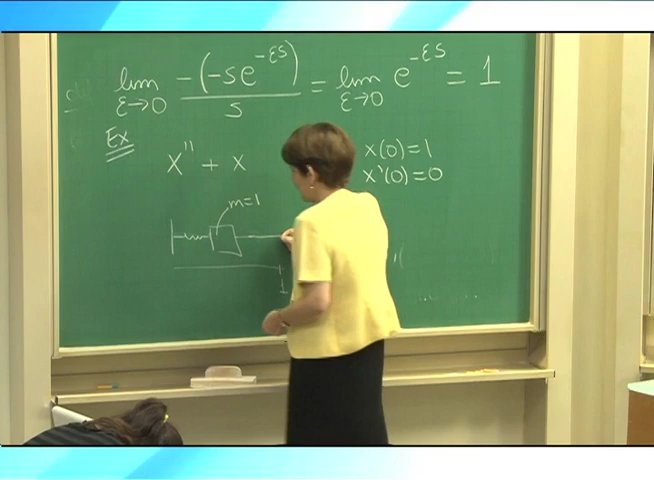 lim ε→0 -(-se^-εs)/s = lim ε→0 e^-εs = 1
Ex
x'' + x
x(0)=1
x'(0)=0
m=1
1